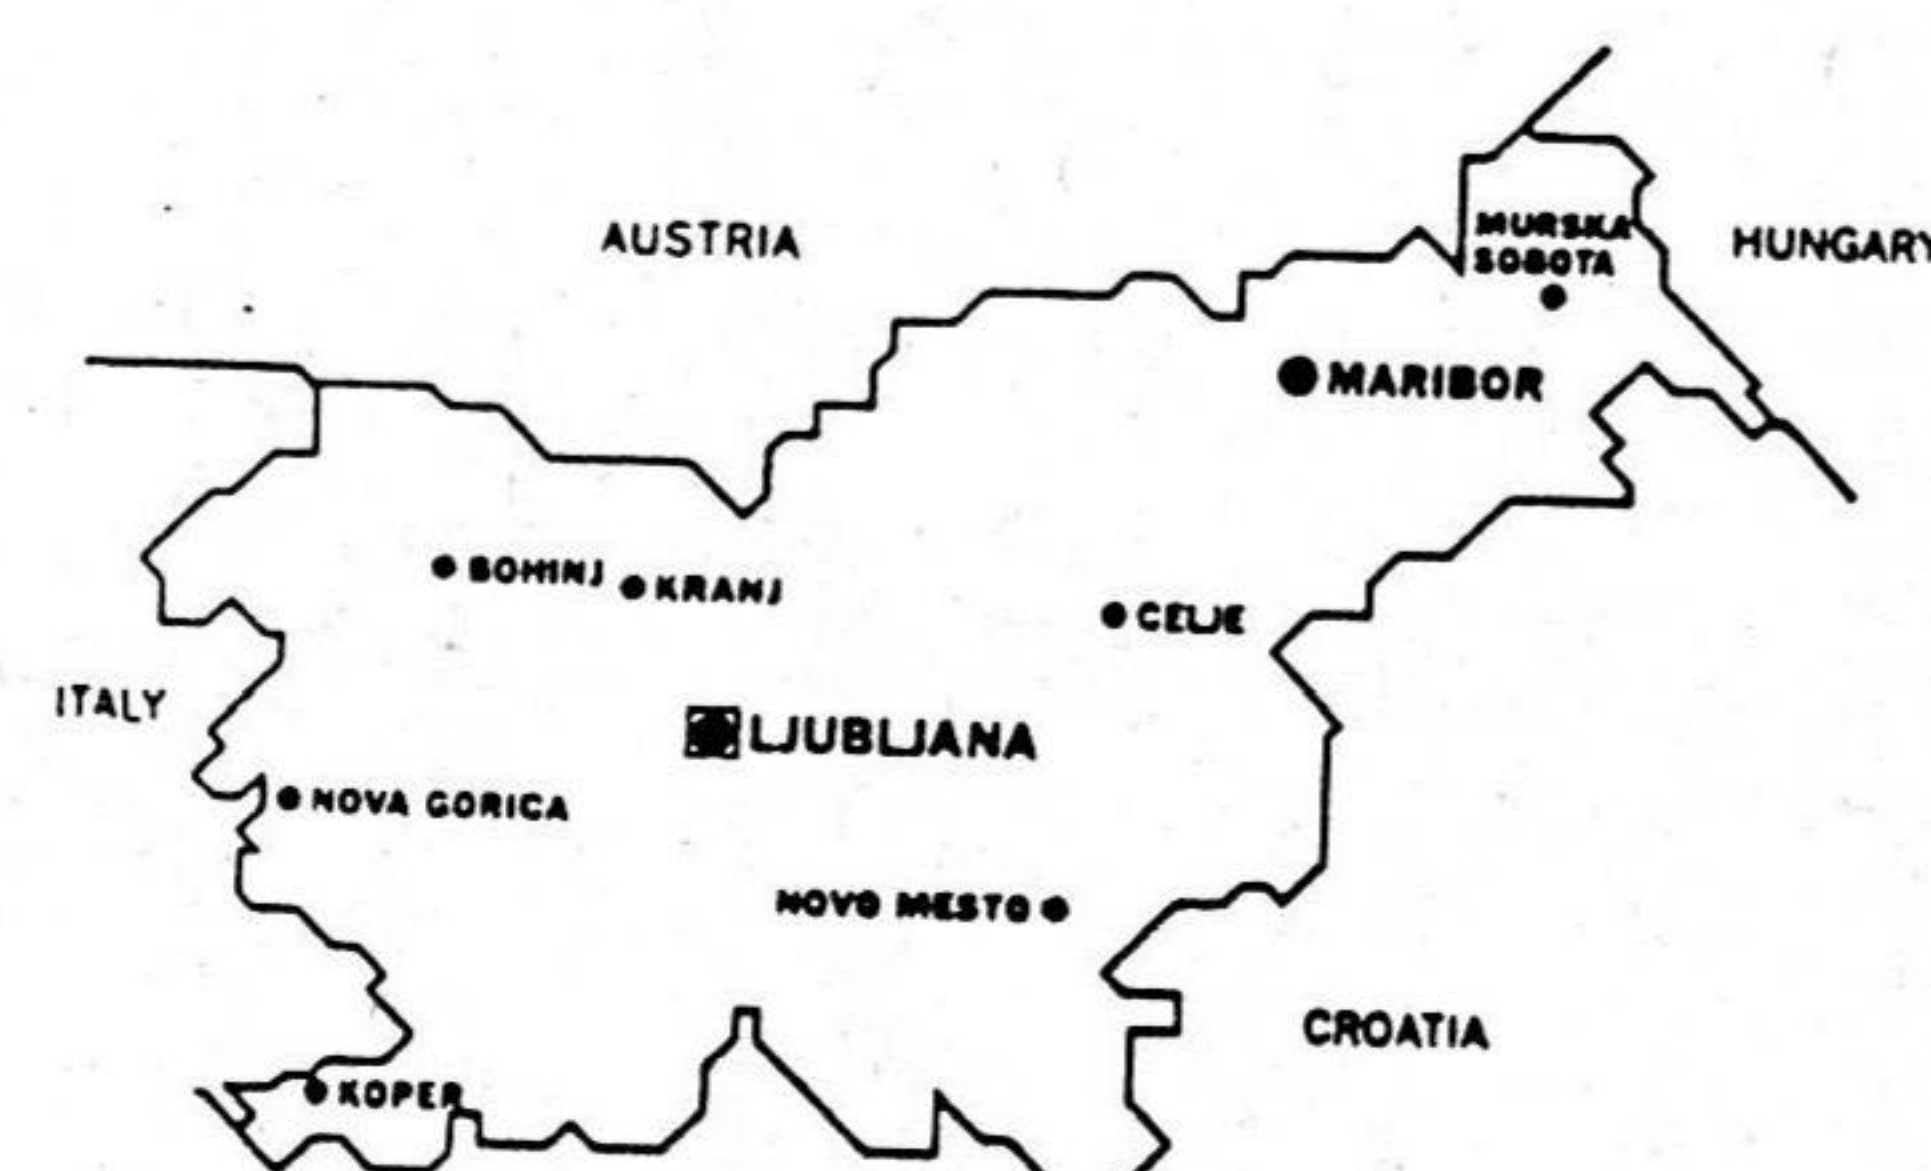 AUSTRIA
MURSKA
SOBOTA
HUNGARY
MARIBOR
BOHINJ
KRANJ
CELJE
ITALY
LJUBLJANA
NOVA GORICA
NOVO MESTO
CROATIA
KOPER